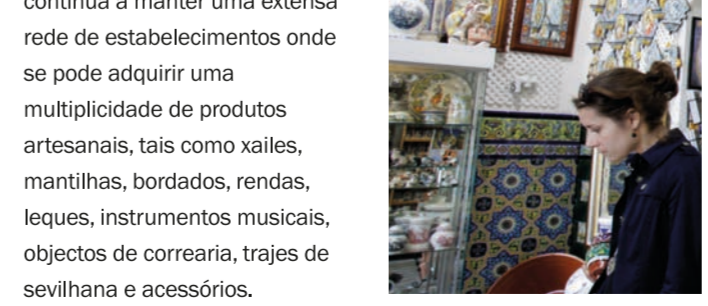 continua a manter uma extensa
rede de estabelecimentos onde
se pode adquirir uma
multiplicidade de produtos
artesanais, tais como xailes,
mantilhas, bordados, rendas,
leques, instrumentos musicais,
objectos de correaria, trajes de
sevilhana e acessórios.